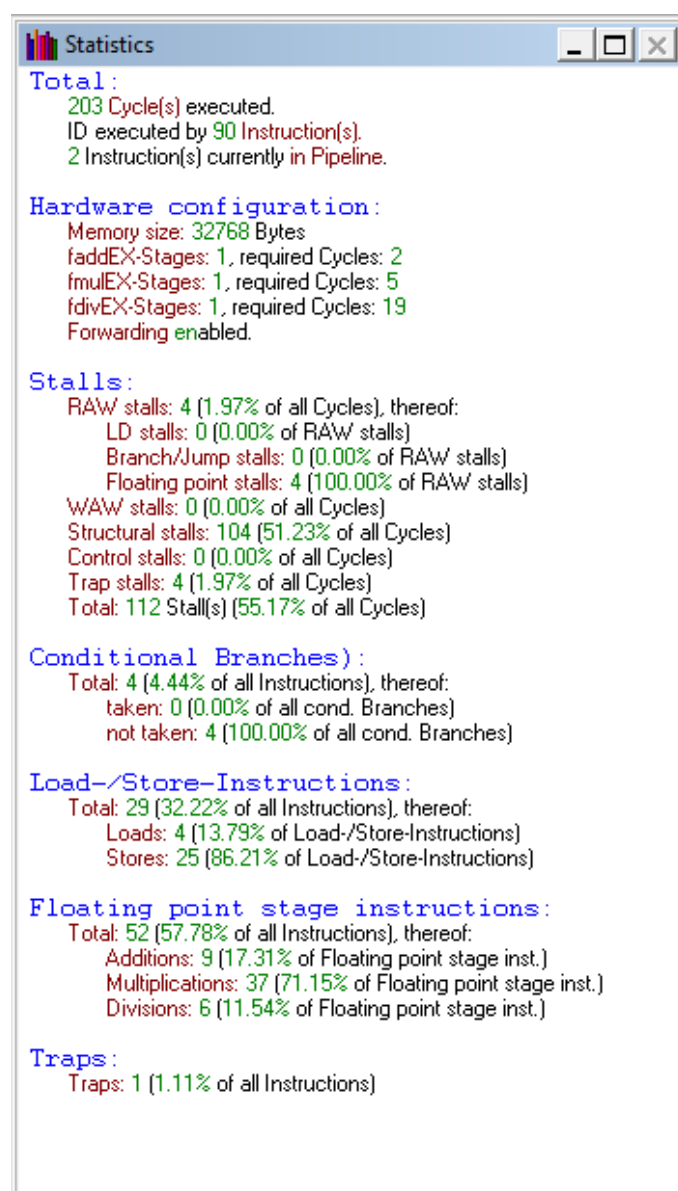 Statistics
Total:
203 Cycle(s) executed.
ID executed by 90 Instruction(s).
2 Instruction(s) currently in Pipeline.
Hardware configuration:
Memory size: 32768 Bytes
faddEX-Stages: 1, required Cycles: 2
fmulEX-Stages: 1, required Cycles: 5
fdivEX-Stages: 1, required Cycles: 19
Forwarding enabled.
Stalls:
RAW stalls: 4 (1.97% of all Cycles), thereof:
LD stalls: 0 (0.00% of RAW stalls)
Branch/Jump stalls: 0 (0.00% of RAW stalls)
Floating point stalls: 4 (100.00% of RAW stalls)
WAW stalls: 0 (0.00% of all Cycles)
Structural stalls: 104 (51.23% of all Cycles)
Control stalls: 0 (0.00% of all Cycles)
Trap stalls: 4 (1.97% of all Cycles)
Total: 112 Stall(s) (55.17% of all Cycles)
Conditional Branches):
Total: 4 (4.44% of all Instructions), thereof:
taken: 0 (0.00% of all cond. Branches)
not taken: 4 (100.00% of all cond. Branches)
Load-/Store-Instructions:
Total: 29 (32.22% of all Instructions), thereof:
Loads: 4 (13.79% of Load-/Store-Instructions)
Stores: 25 (86.21% of Load-/Store-Instructions)
Floating point stage instructions:
Total: 52 (57.78% of all Instructions), thereof:
Additions: 9 (17.31% of Floating point stage inst.)
Multiplications: 37 (71.15% of Floating point stage inst.)
Divisions: 6 (11.54% of Floating point stage inst.)
Traps:
Traps: 1 (1.11% of all Instructions)